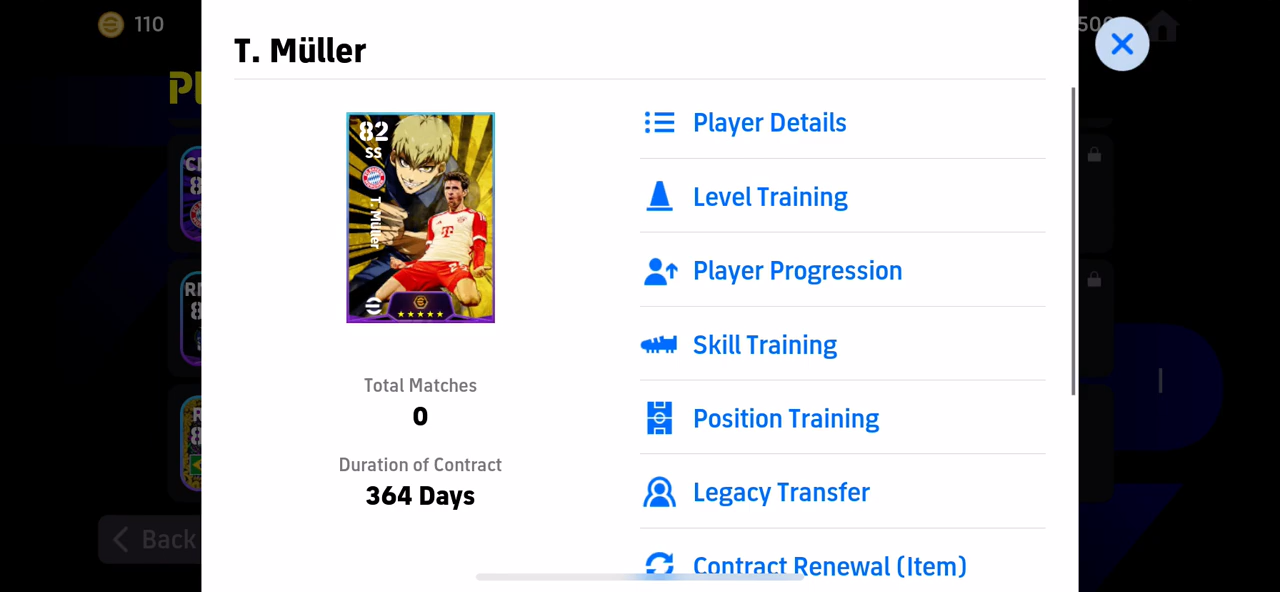 110
500
T. Müller
82
SS
T. Müller
T
Total Matches
0
Duration of Contract
364 Days
Player Details
Level Training
Player Progression
Skill Training
Position Training
Legacy Transfer
Contract Renewal (Item)
Back